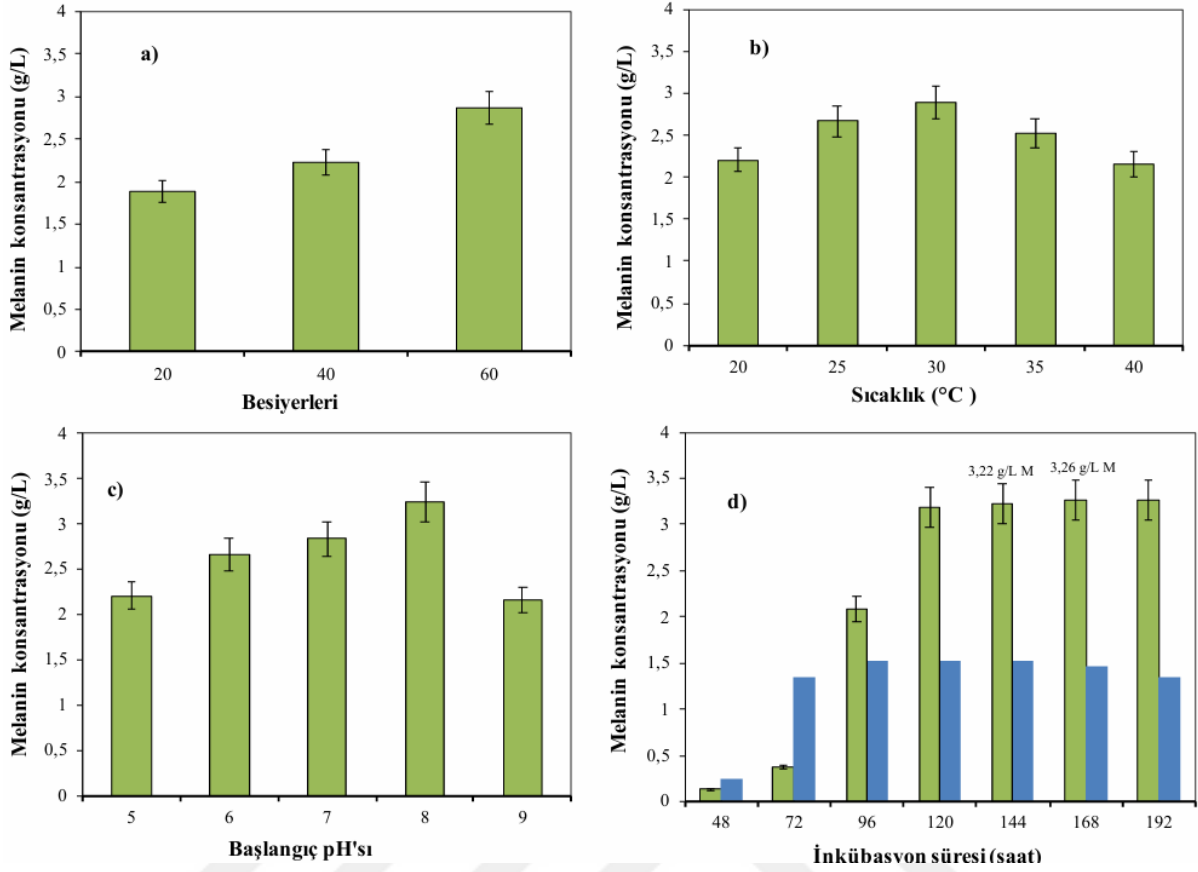 a)
Melanin konsantrasyonu (g/L)
4
3,5
3
2,5
2
1,5
1
0,5
0
20 40 60
Besiyerleri
b)
Melanin konsantrasyonu (g/L)
4
3,5
3
2,5
2
1,5
1
0,5
0
20 25 30 35 40
Sıcaklık (°C )
c)
Melanin konsantrasyonu (g/L)
4
3,5
3
2,5
2
1,5
1
0,5
0
5 6 7 8 9
Başlangıç pH'sı
d)
Melanin konsantrasyonu (g/L)
4
3,5
3
2,5
2
1,5
1
0,5
0
3,22 g/L M 3,26 g/L M
48 72 96 120 144 168 192
İnkübasyon süresi (saat)